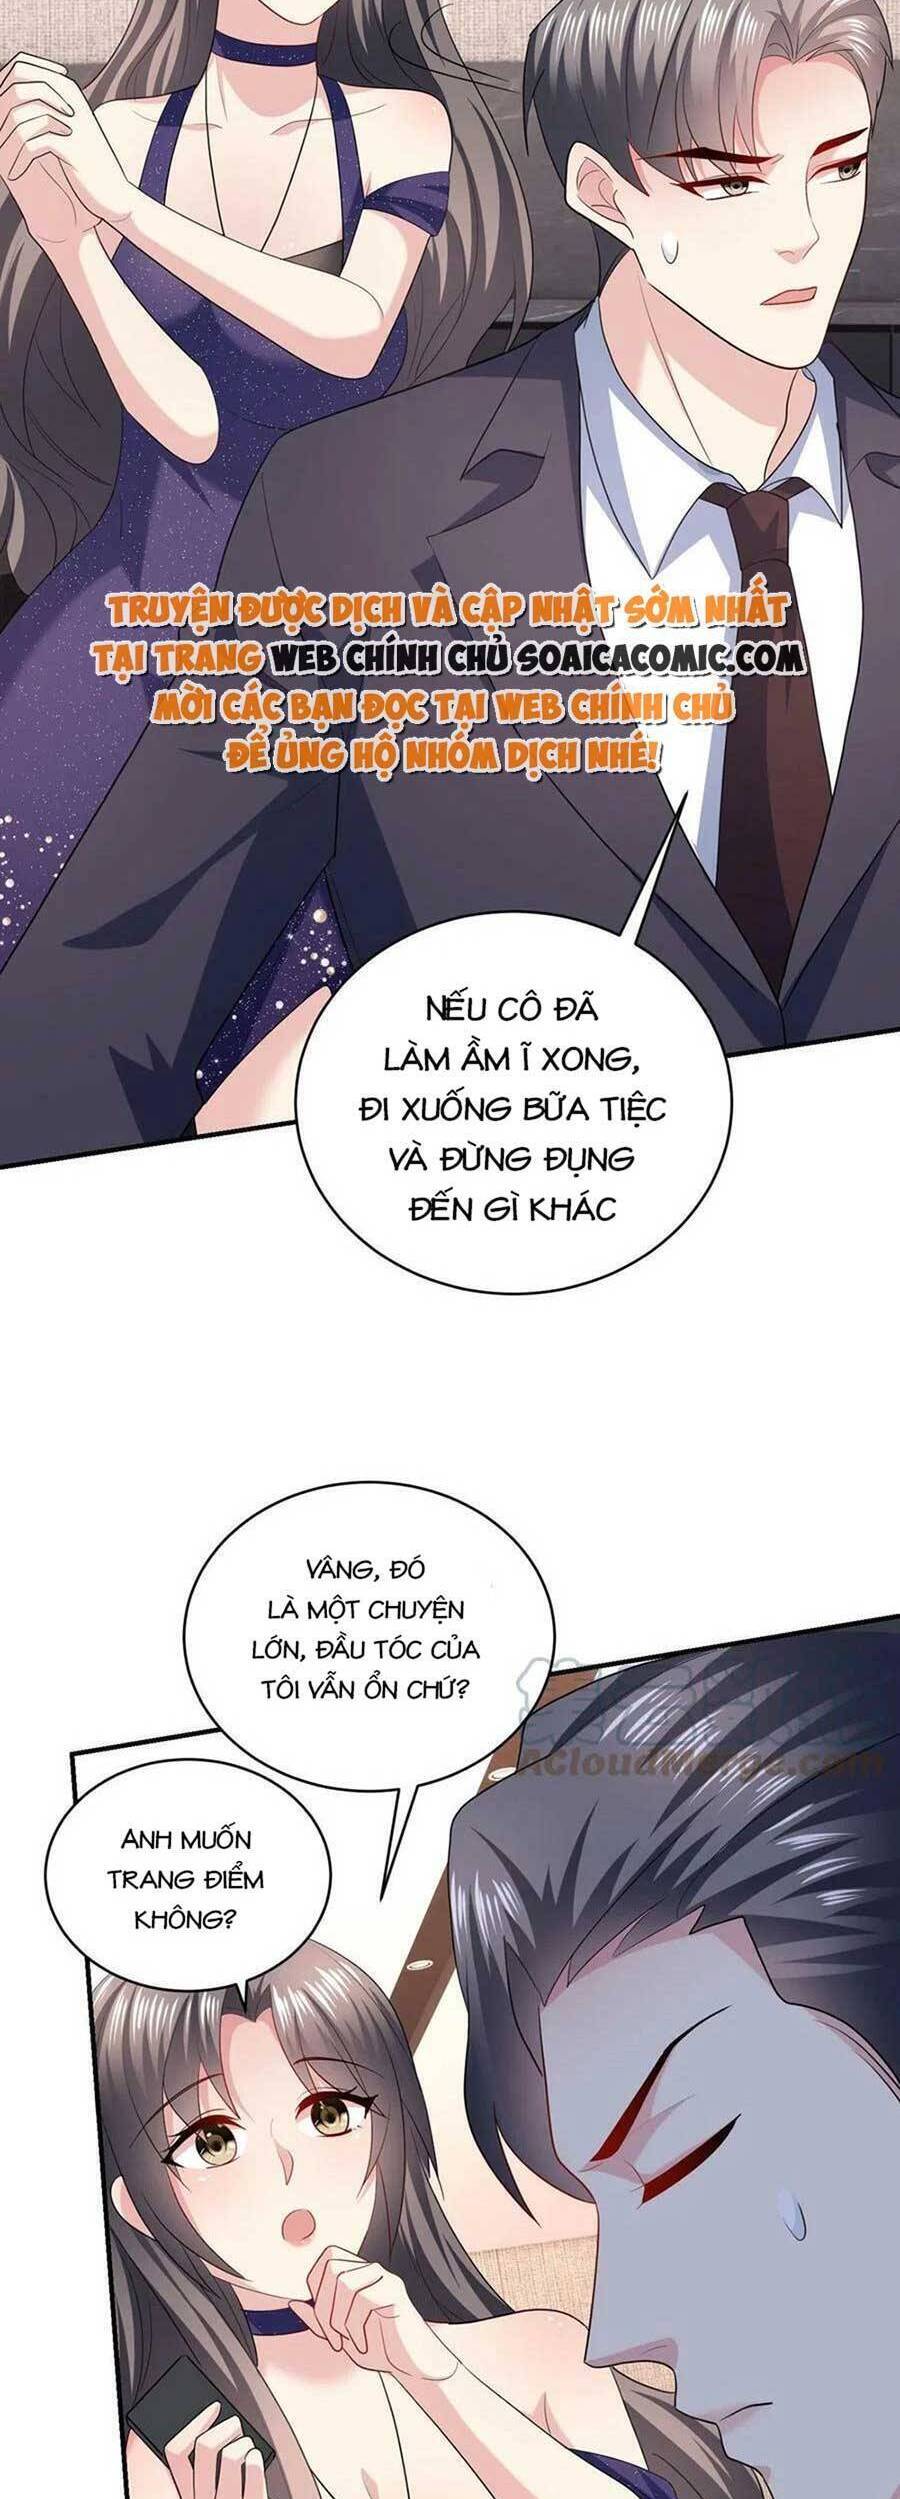 TRUYỆN ĐƯỢC DỊCH VÀ CẬP NHẬT SỚM NHẤT
TẠI TRANG WEB CHÍNH CHỦ SOAICACOMIC.COM
MỜI CÁC BẠN ĐỌC TẠI WEB CHÍNH CHỦ
ĐỂ ỦNG HỘ NHÓM DỊCH NHÉ!
NẾU CÔ ĐÃ
LÀM ẦM Ĩ XONG,
ĐI XUỐNG BỮA TIỆC
VÀ ĐỪNG ĐỤNG
ĐẾN GÌ KHÁC
VÂNG, ĐÓ
LÀ MỘT CHUYỆN
LỚN, ĐẦU TÓC CỦA
TÔI VẪN ỔN CHỨ?
ACloudMerge.com
ANH MUỐN
TRANG ĐIỂM
KHÔNG?